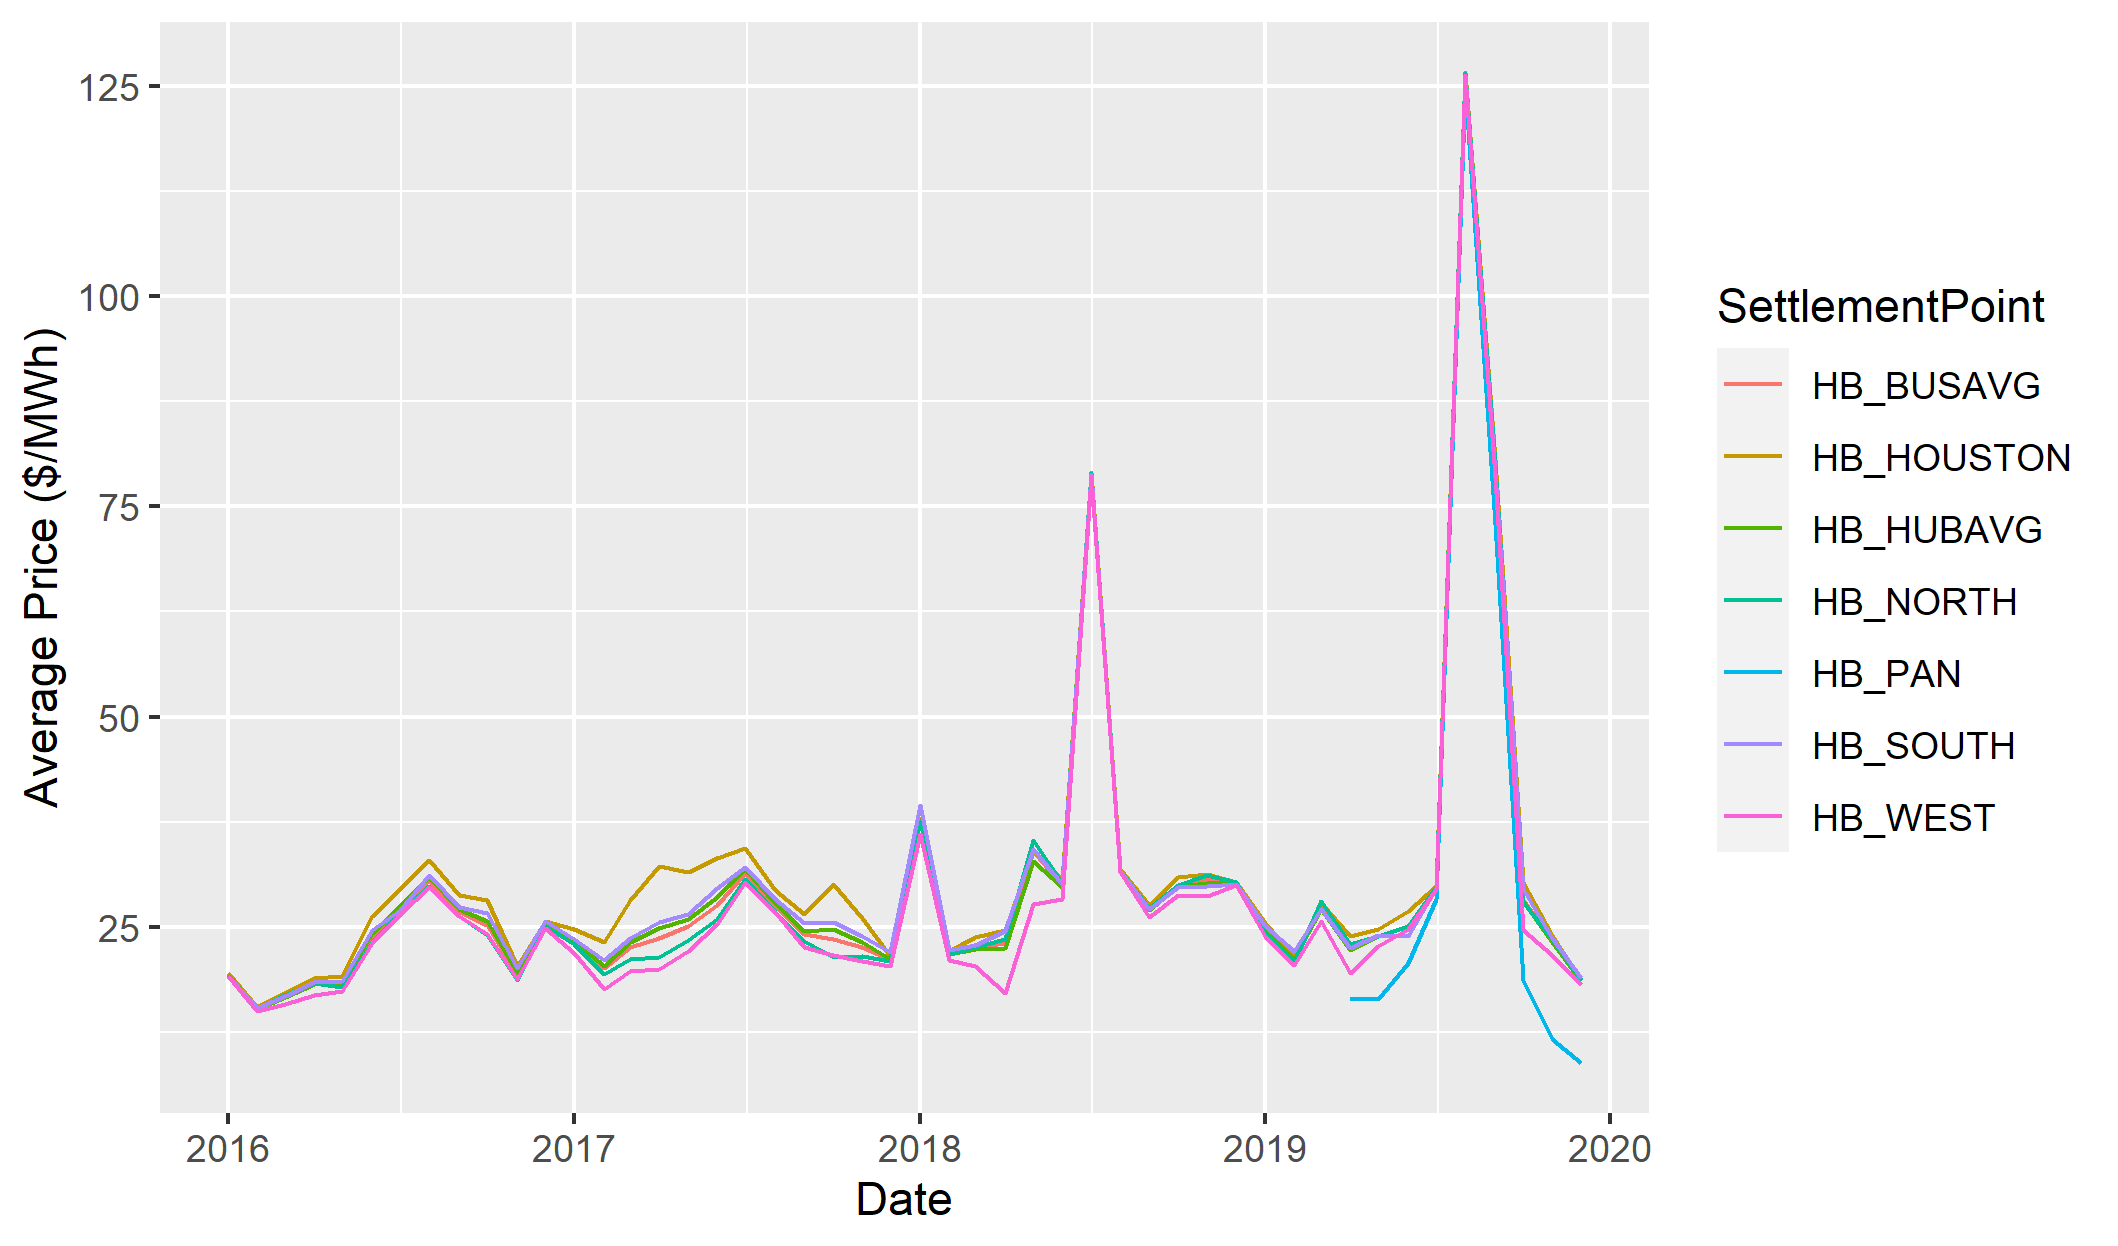 Average Price ($/MWh)
125
100
75
50
25
2016 2017 2018 2019 2020
Date
SettlementPoint
HB_BUSAVG
HB_HOUSTON
HB_HUBAVG
HB_NORTH
HB_PAN
HB_SOUTH
HB_WEST